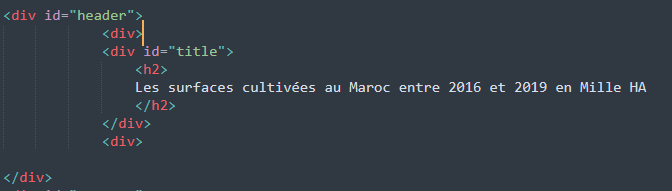 <div id="header">
<div>
<div id="title">
<h2>
Les surfaces cultivées au Maroc entre 2016 et 2019 en Mille HA
</h2>
</div>
<div>
</div>